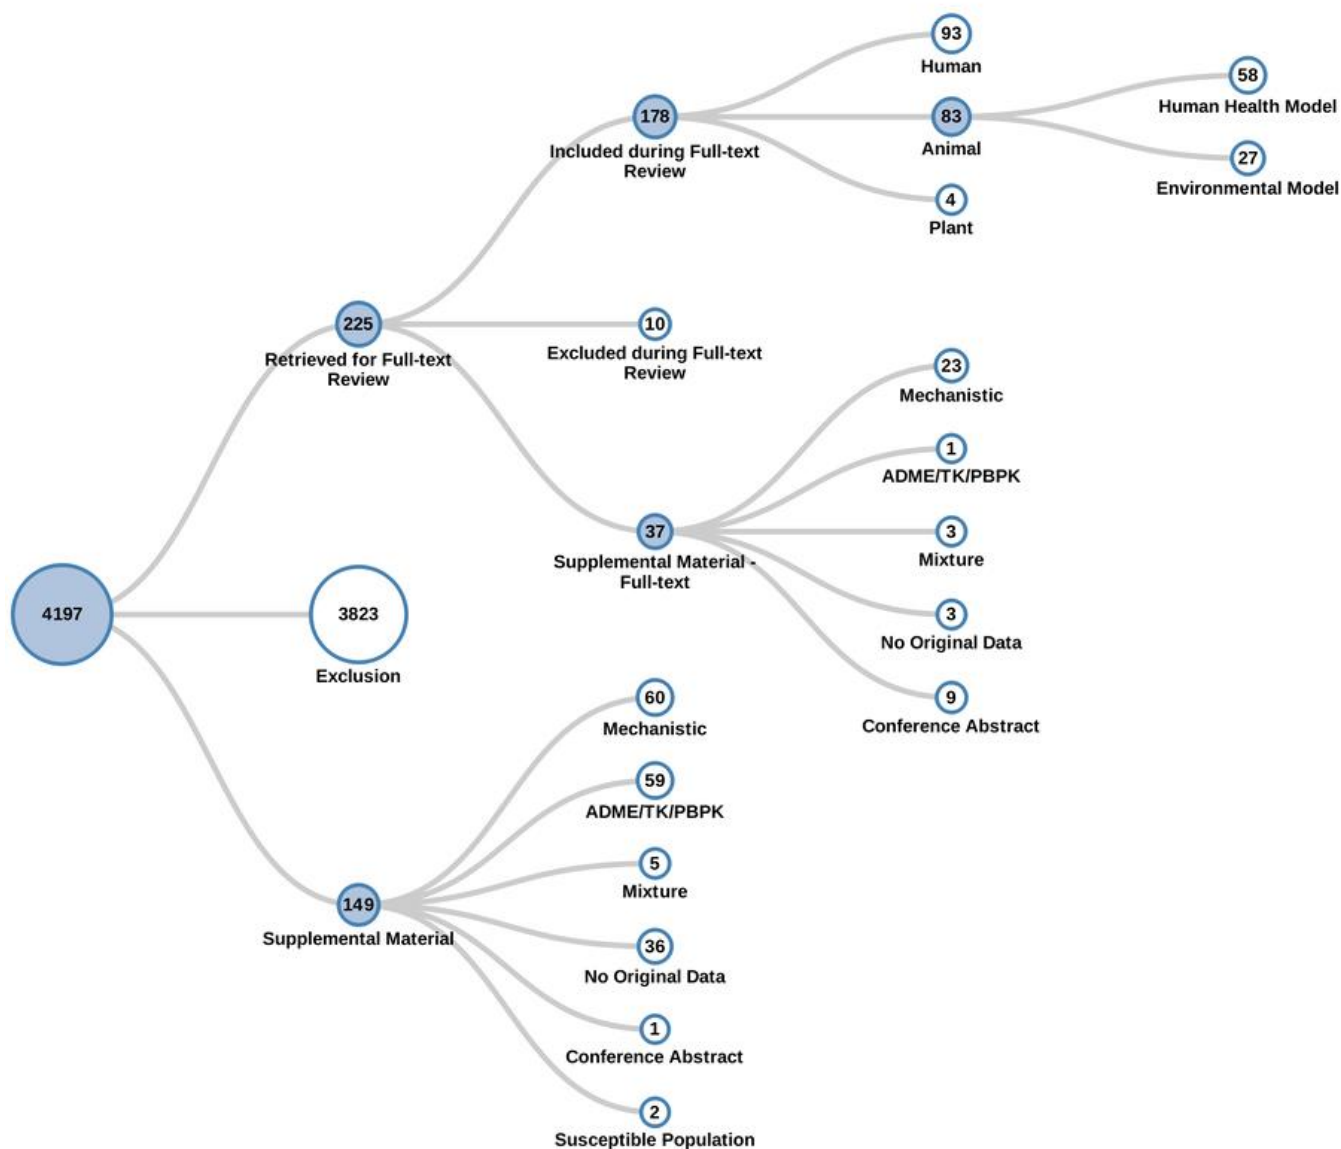 93
Human
58
Human Health Model
178
Included during Full-text
Review
83
Animal
27
Environmental Model
4
Plant
225
Retrieved for Full-text
Review
10
Excluded during Full-text
Review
23
Mechanistic
1
ADME/TK/PBPK
37
Supplemental Material -
Full-text
3
Mixture
3
No Original Data
9
Conference Abstract
4197
3823
Exclusion
60
Mechanistic
59
ADME/TK/PBPK
5
Mixture
149
Supplemental Material
36
No Original Data
1
Conference Abstract
2
Susceptible Population